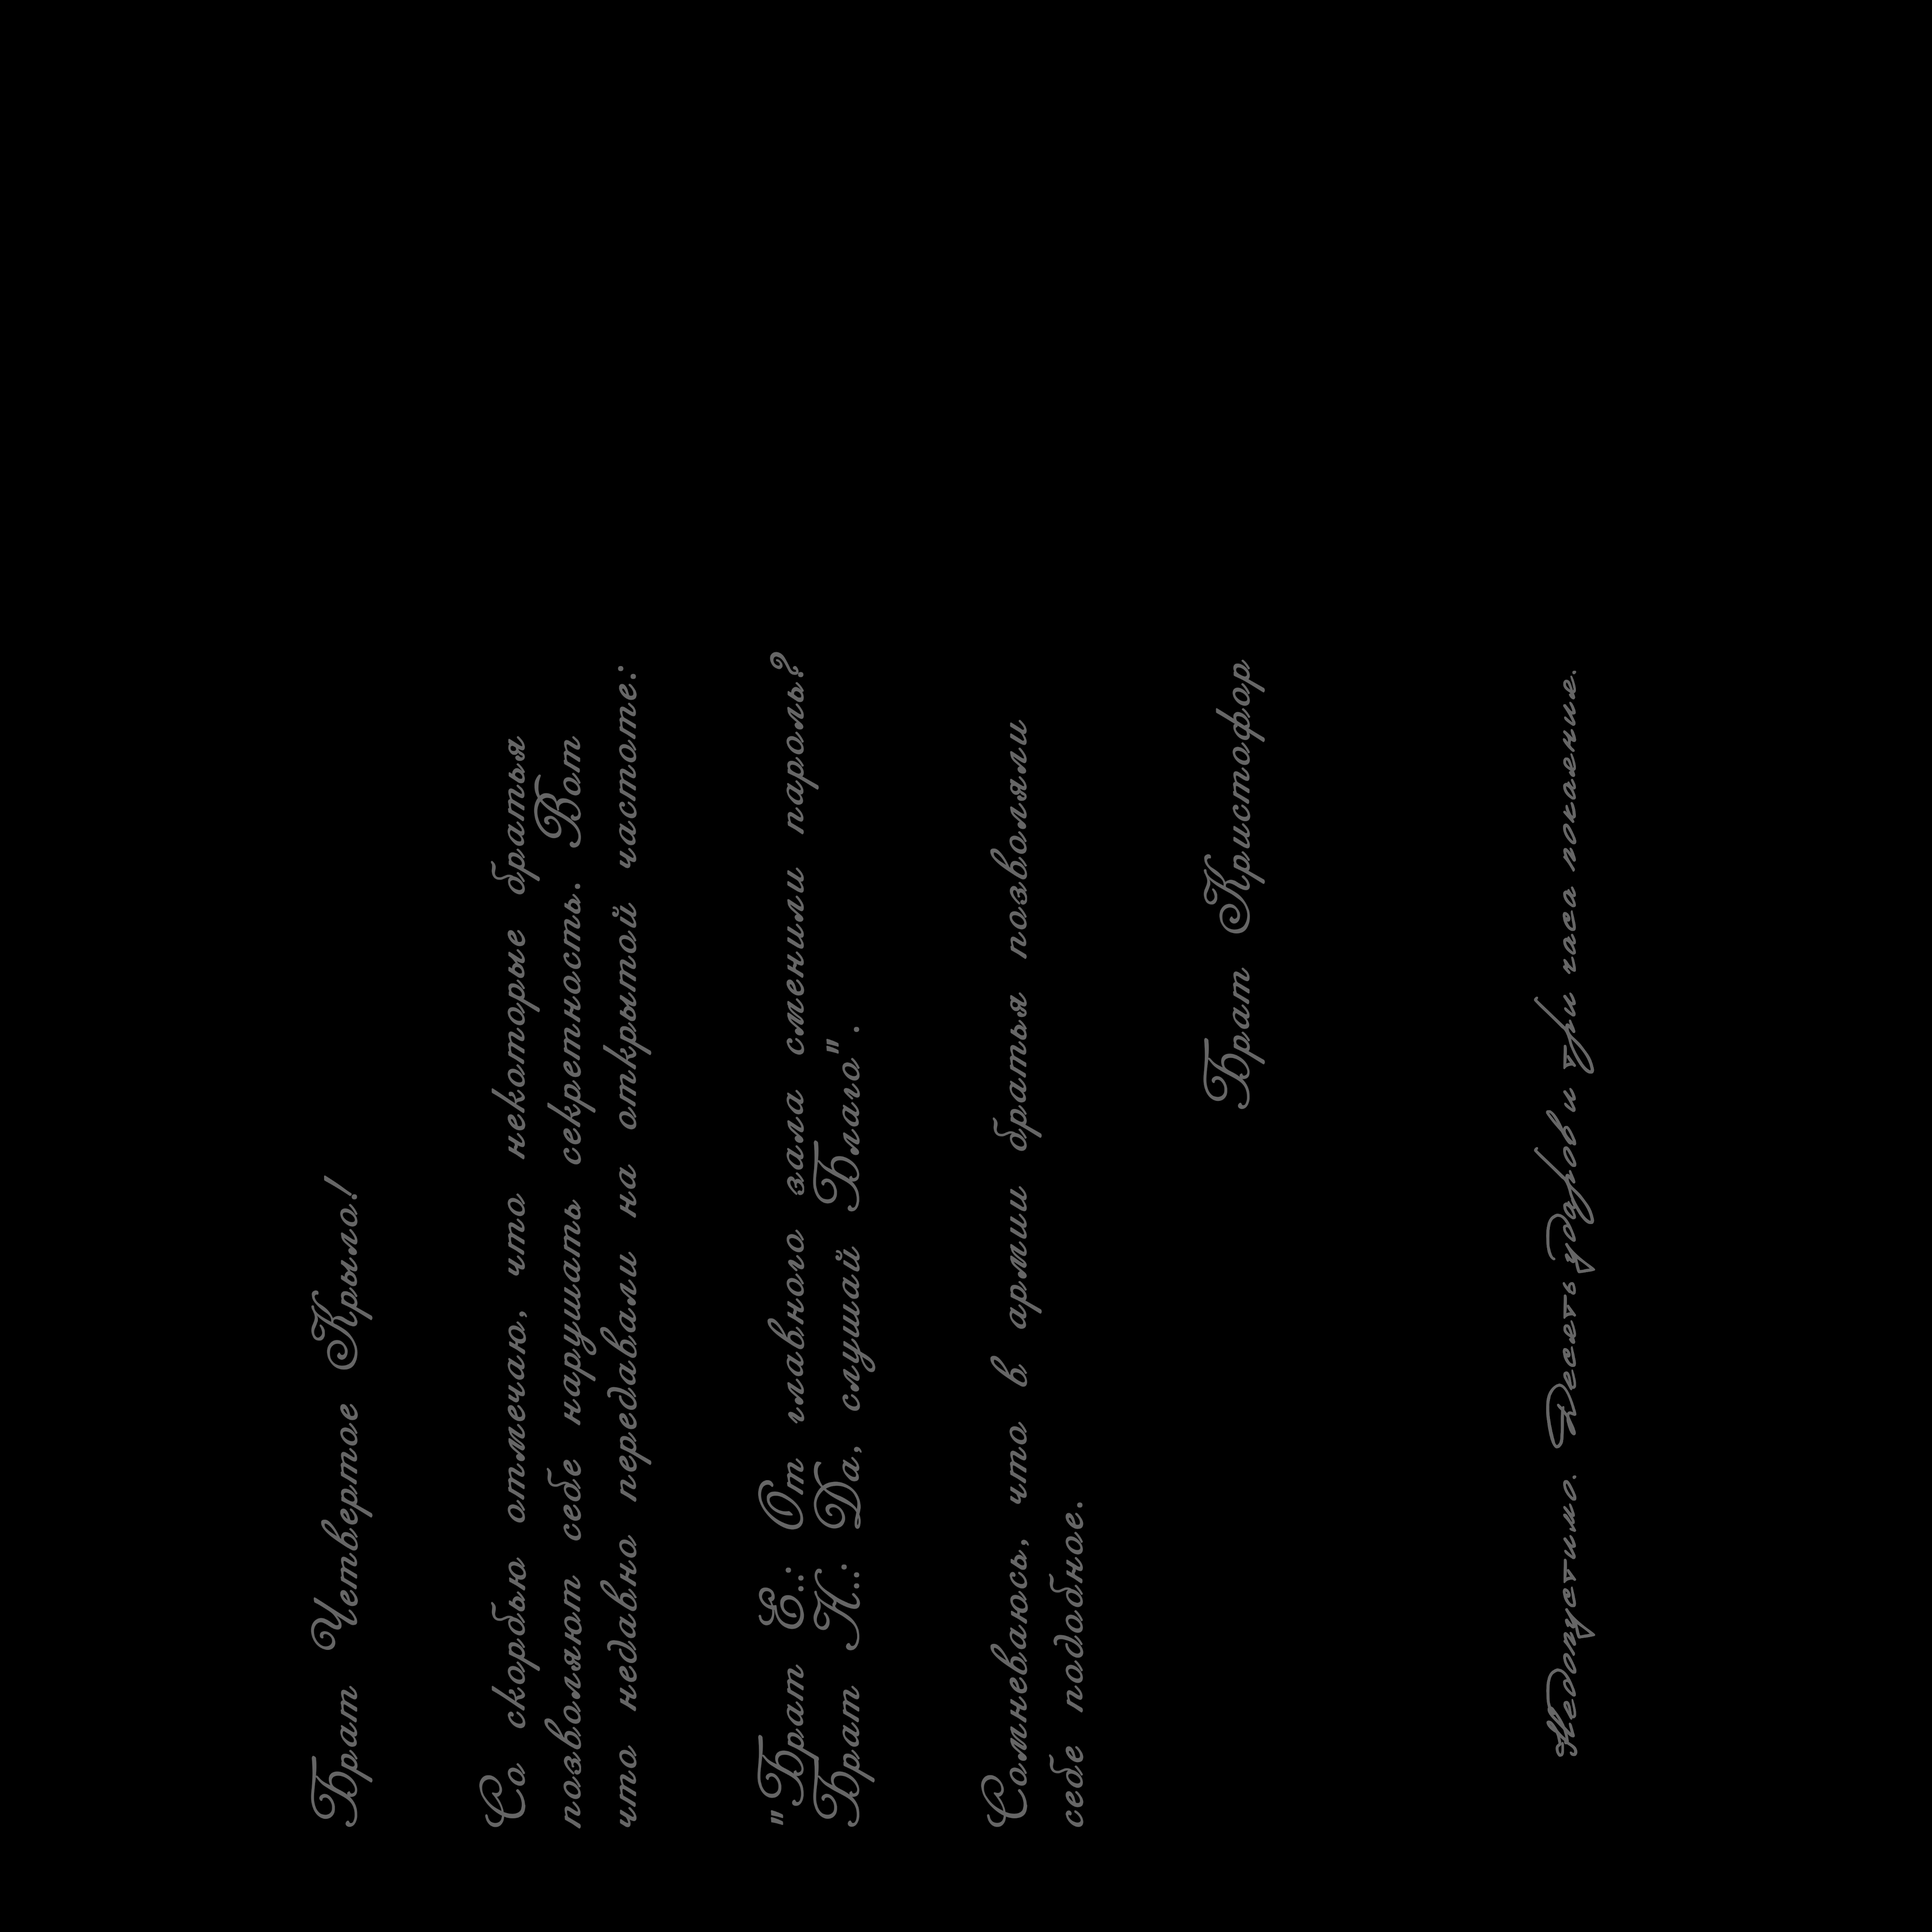 Брат Четвертое Крыло!
Со скорбью отмечаю, что некоторые братья
позволяют себе нарушать секретность. Вот
что недавно передавали на открытой частоте:
"Брат Е.: От главного зала сменили пароль?
Брат Н.: Да, слушай "Благо".
Сомневаюсь, что в армии братья позволяли
себе подобное.
Брат Кристофор
Недопустимо. Десять розгов и три часа покаяние.